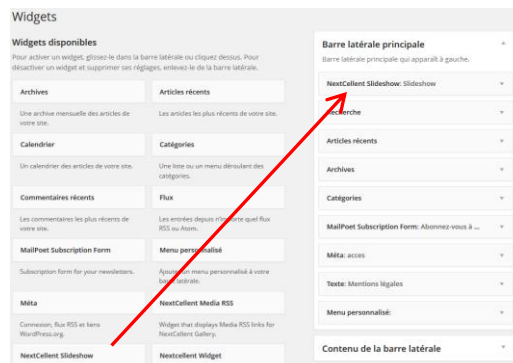 Widgets
Widgets disponibles
Pour activer un widget, glissez-le dans la barre latérale ou cliquez dessus. Pour
désactiver un widget et supprimer ses réglages, enlevez-le de la barre latérale.
Archives
Articles récents
Une archive mensuelle des articles de
votre site.
Les articles les plus récents de votre site.
Calendrier
Catégories
Un calendrier des articles de votre site.
Une liste ou un menu déroulant des
catégories.
Commentaires récents
Flux
Les commentaires les plus récents de
votre site.
Les entrées depuis n'importe quel flux
RSS ou Atom.
MailPoet Subscription Form
Menu personnalisé
Subscription form for your newsletters.
Ajouter un menu personnalisé à votre
barre latérale.
Méta
NextCellent Media RSS
Connexion, flux RSS et liens
WordPress.org.
Widget that displays Media RSS links for
NextCellent Gallery.
NextCellent Slideshow
Nextcellent Widget
Barre latérale principale
Barre latérale principale qui apparaît à gauche.
NextCellent Slideshow: Slideshow
Recherche
Articles récents
Archives
Catégories
MailPoet Subscription Form: Abonnez-vous à ...
Méta: acces
Texte: Mentions légales
Menu personnalisé:
Contenu de la barre latérale